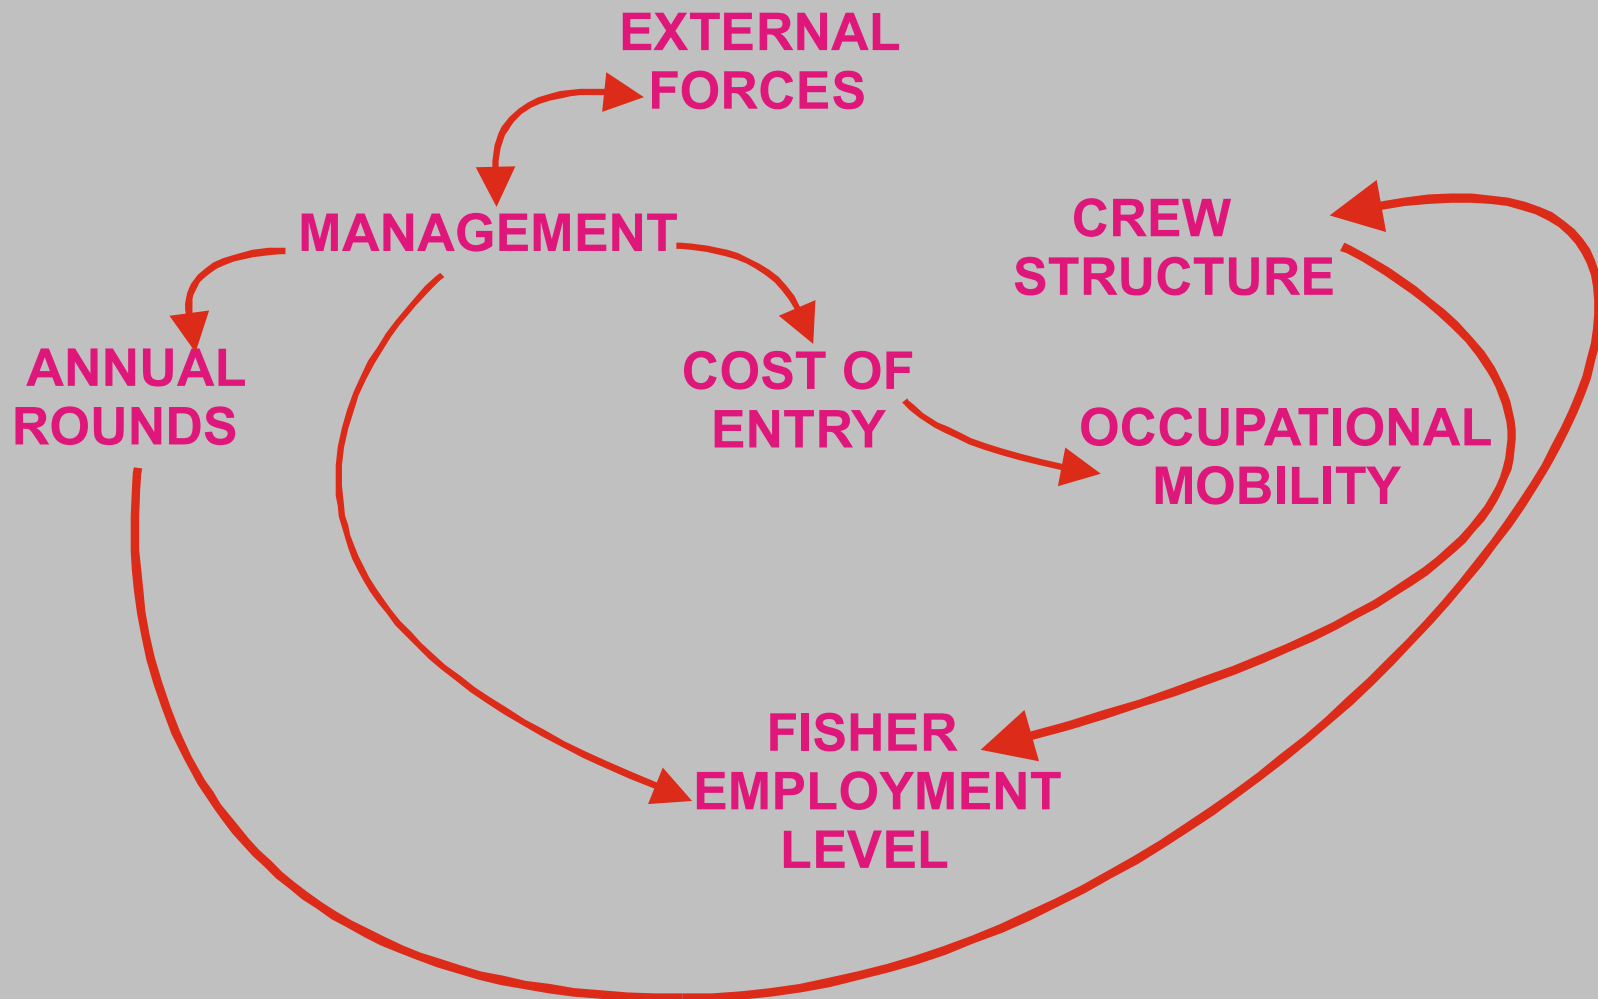 EXTERNAL
FORCES
MANAGEMENT
CREW
STRUCTURE
ANNUAL
ROUNDS
COST OF
ENTRY
OCCUPATIONAL
MOBILITY
FISHER
EMPLOYMENT
LEVEL